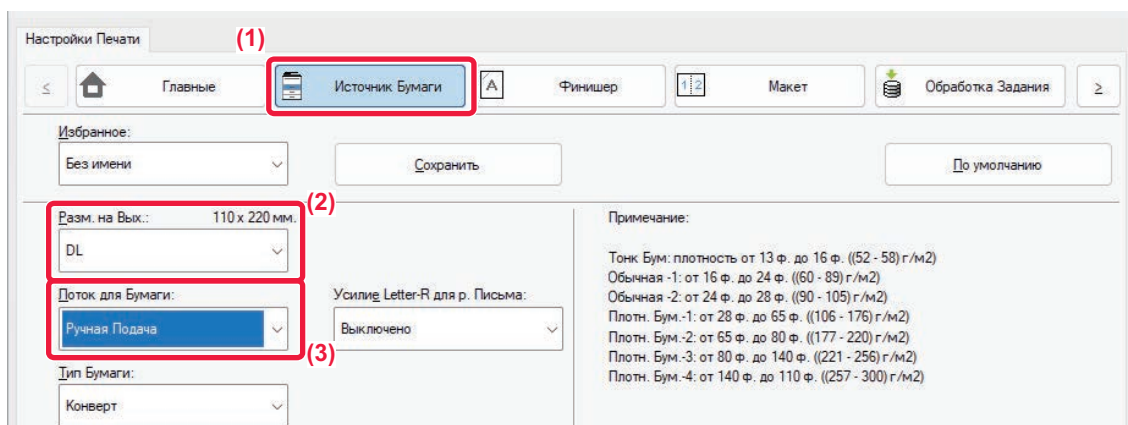 Настройки Печати
(1)
≤
Главные
Источник Бумаги
A
Финишер
1 2
Макет
Обработка Задания
≥
Избранное:
Без имени
Сохранить
По умолчанию
(2)
Разм. на Вых.: 110 x 220 мм.
DL
Поток для Бумаги:
Ручная Подача
(3)
Усилие Letter-R для р. Письма:
Выключено
Тип Бумаги:
Конверт
Примечание:
Тонк Бум: плотность от 13 ф. до 16 ф. ((52 - 58) г/м2)
Обычная -1: от 16 ф. до 24 ф. ((60 - 89) г/м2)
Обычная -2: от 24 ф. до 28 ф. ((90 - 105) г/м2)
Плотн. Бум.-1: от 28 ф. до 65 ф. ((106 - 176) г/м2)
Плотн. Бум.-2: от 65 ф. до 80 ф. ((177 - 220) г/м2)
Плотн. Бум.-3: от 80 ф. до 140 ф. ((221 - 256) г/м2)
Плотн. Бум.-4: от 140 ф. до 110 ф. ((257 - 300) г/м2)